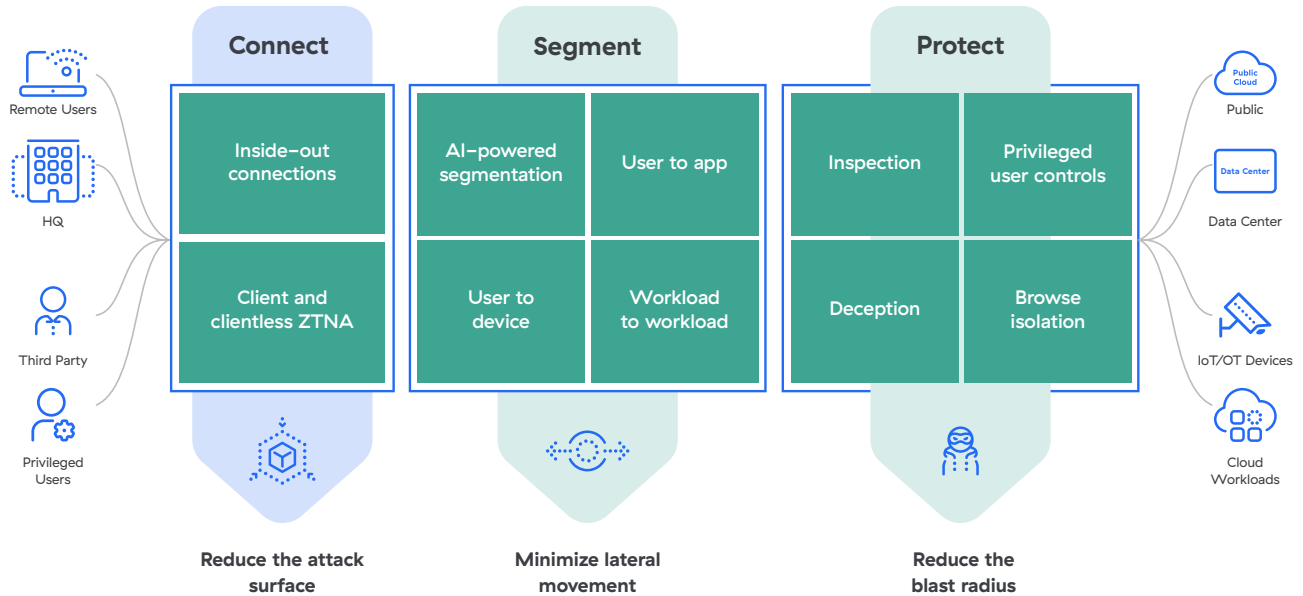 Connect
Segment
Protect
Remote Users
HQ
Third Party
Privileged
Users
Inside-out
connections
Client and
clientless ZTNA
AI-powered
segmentation
User to app
User to
device
Workload
to workload
Inspection
Privileged
user controls
Deception
Browse
isolation
Public
Cloud
Public
Data Center
Data Center
IoT/OT Devices
Cloud
Workloads
Reduce the attack
surface
Minimize lateral
movement
Reduce the
blast radius